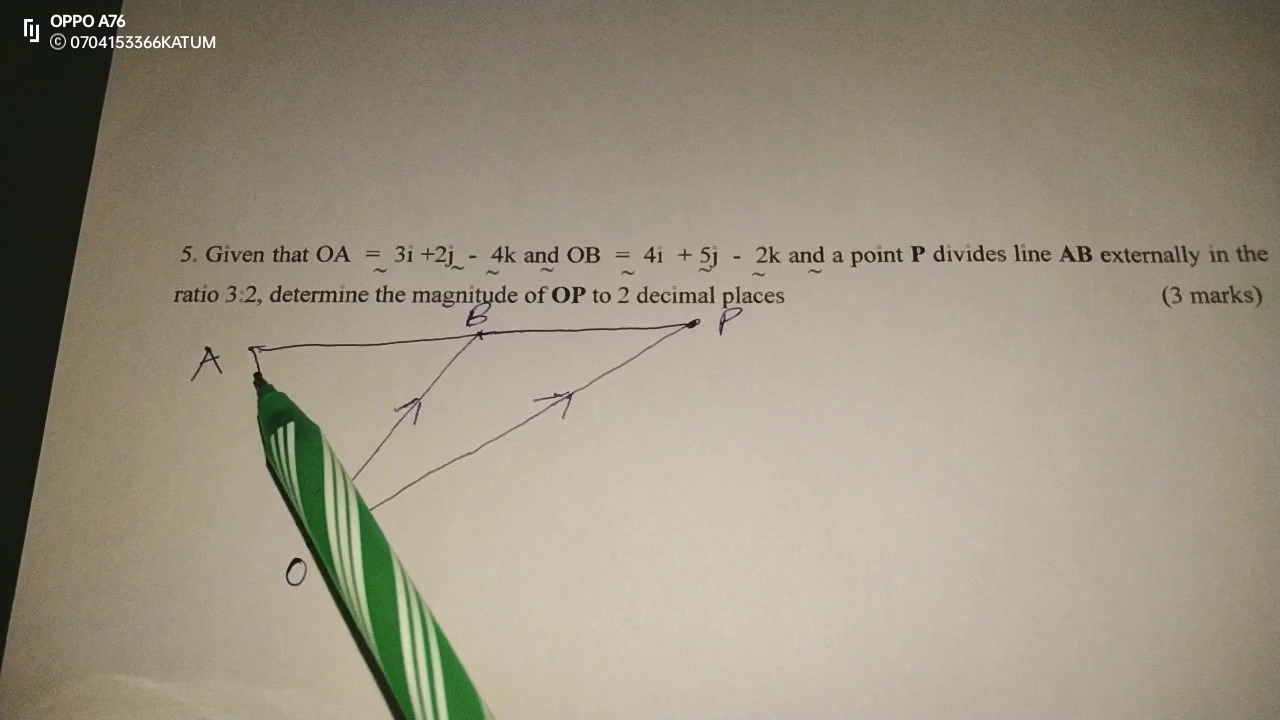 OPPO A76
© 0704153366KATUM
5. Given that OA = 3i +2j - 4k and OB = 4i + 5j - 2k and a point P divides line AB externally in the
ratio 3:2, determine the magnitude of OP to 2 decimal places (3 marks)
B
P
A
O